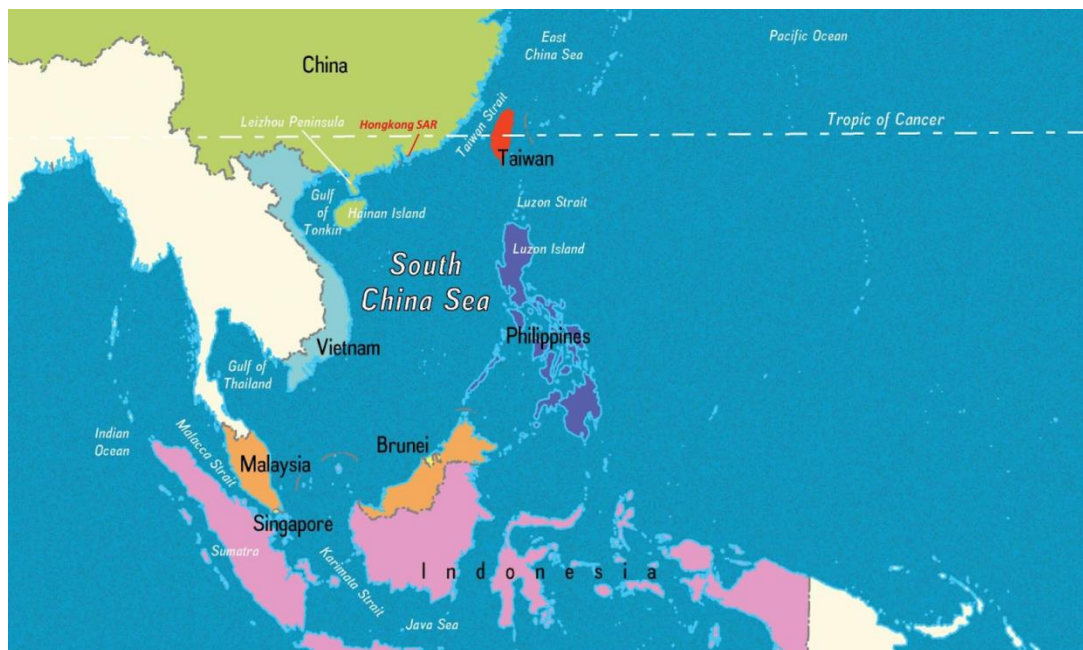 East
China Sea
Pacific Ocean
China
Leizhou Peninsula
Hongkong SAR
Taiwan Strait
Tropic of Cancer
Taiwan
Gulf
of
Tonkin
Hainan Island
Luzon Strait
Luzon Island
South
China Sea
Vietnam
Philippines
Gulf of
Thailand
Indian
Ocean
Malacca Strait
Brunei
Malaysia
Singapore
Sumatra
Karimata Strait
Indonesia
Java Sea